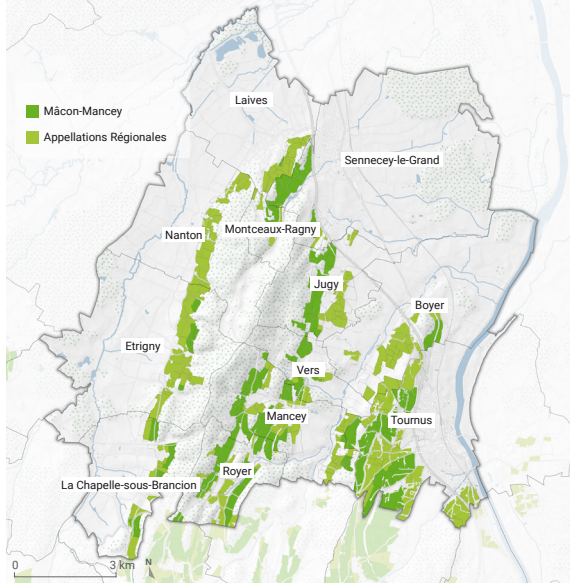 Laives
Mâcon-Mancey
Appellations Régionales
Sennecey-le-Grand
Montceaux-Ragny
Nanton
Jugy
Boyer
Etrigny
Vers
Mancey
Tournus
Royer
La Chapelle-sous-Brancion
N
0 3 km